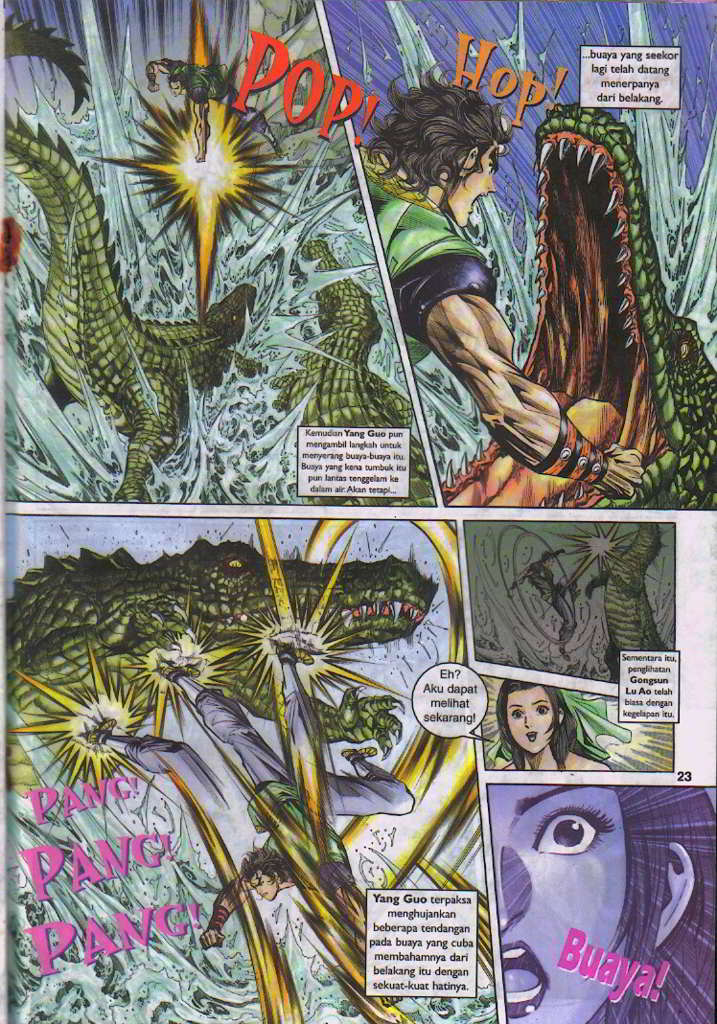 POP!
Kemudian Yang Guo pun
mengambil langkah untuk
menyerang buaya-buaya itu.
Buaya yang kena tumbuk itu
pun lantas tenggelam ke
dalam air. Akan tetapi...
Hop!
...buaya yang seekor
lagi telah datang
menerpanya
dari belakang.
PANG!
PANG!
PANG!
Yang Guo terpaksa
menghujankan
beberapa tendangan
pada buaya yang cuba
membahamnya dari
belakang itu dengan
sekuat-kuat hatinya.
Sementara itu,
penglihatan
Gongsun
Lu Ao telah
biasa dengan
kegelapan itu.
Eh?
Aku dapat
melihat
sekarang!
23
Buaya!